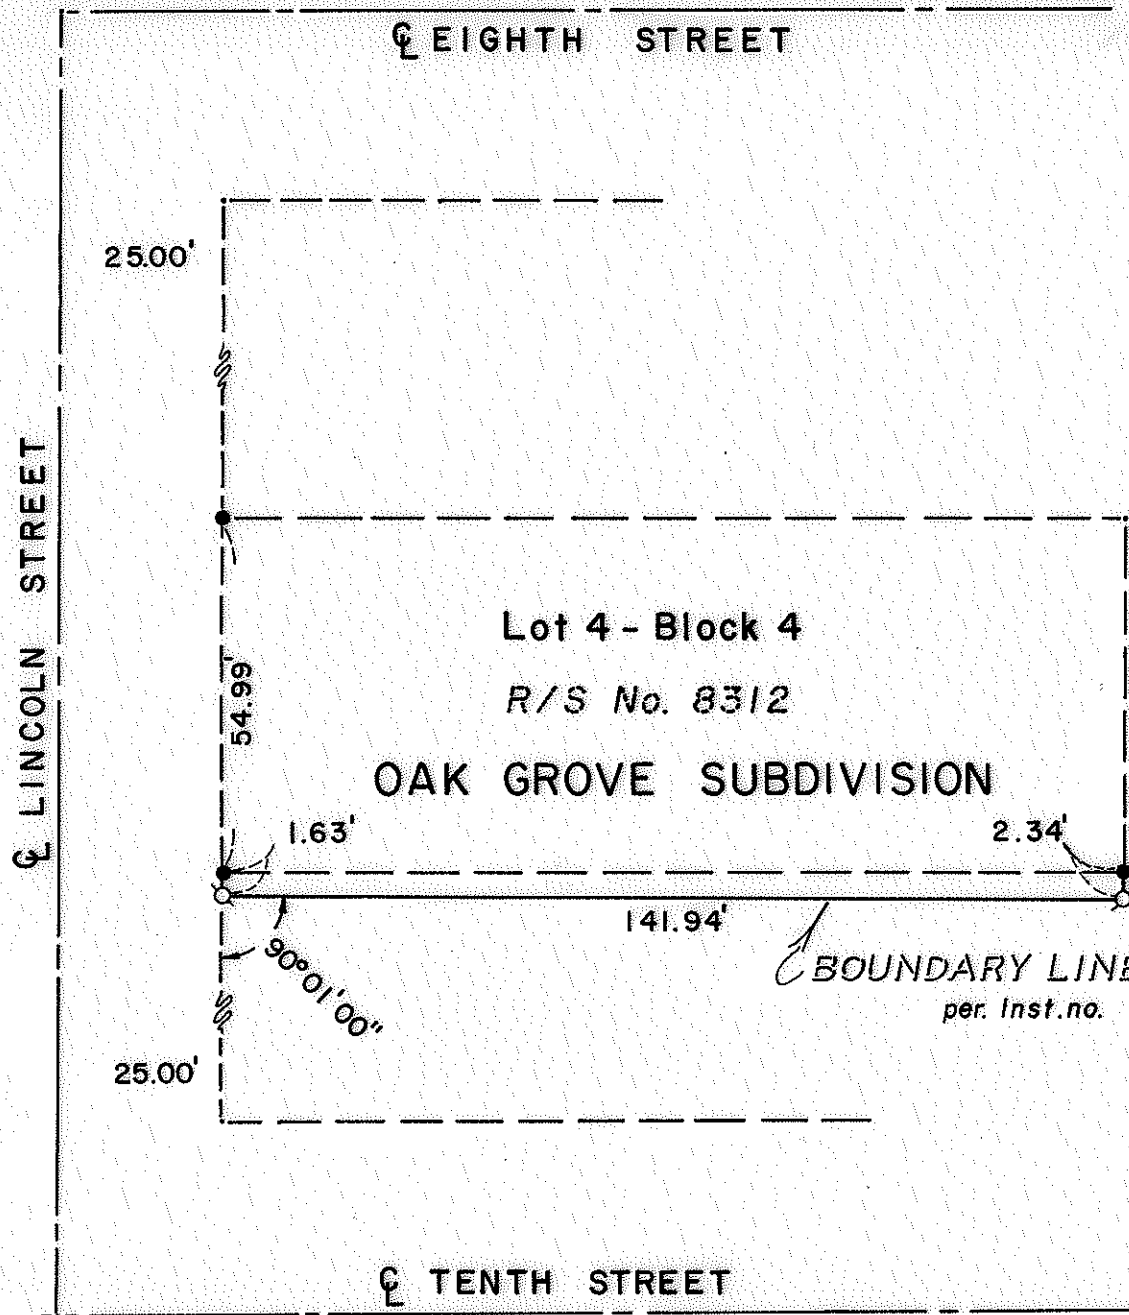 ℄ EIGHTH STREET
25.00'
℄ LINCOLN STREET
Lot 4 - Block 4
R/S No. 8312
54.99'
OAK GROVE SUBDIVISION
1.63'
2.34'
141.94'
90°01'00"
BOUNDARY LINE
per. Inst. no.
25.00'
℄ TENTH STREET